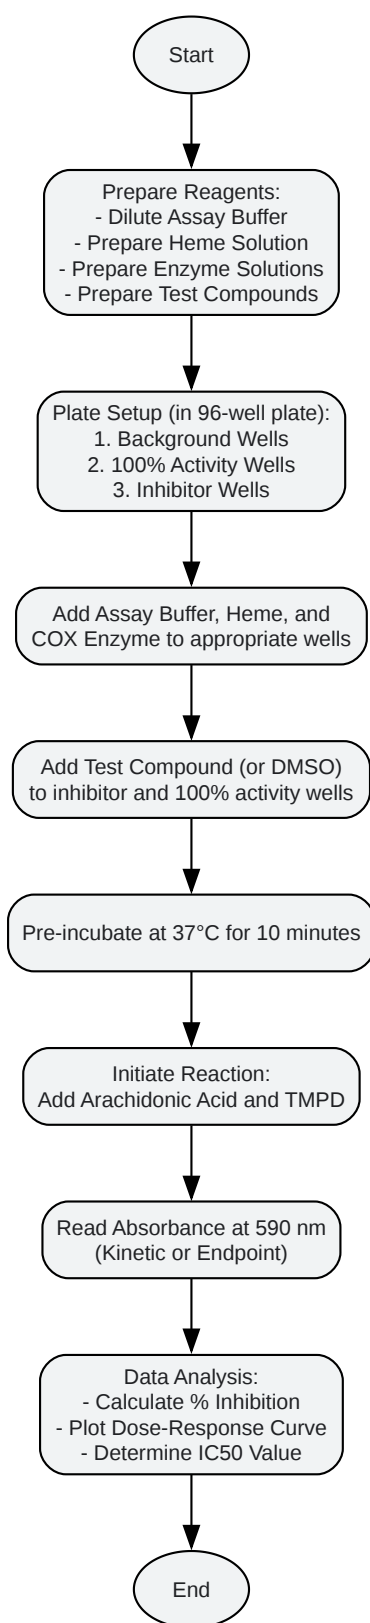 Start
Prepare Reagents:
- Dilute Assay Buffer
- Prepare Heme Solution
- Prepare Enzyme Solutions
- Prepare Test Compounds
Plate Setup (in 96-well plate):
1. Background Wells
2. 100% Activity Wells
3. Inhibitor Wells
Add Assay Buffer, Heme, and
COX Enzyme to appropriate wells
Add Test Compound (or DMSO)
to inhibitor and 100% activity wells
Pre-incubate at 37°C for 10 minutes
Initiate Reaction:
Add Arachidonic Acid and TMPD
Read Absorbance at 590 nm
(Kinetic or Endpoint)
Data Analysis:
- Calculate % Inhibition
- Plot Dose-Response Curve
- Determine IC50 Value
End